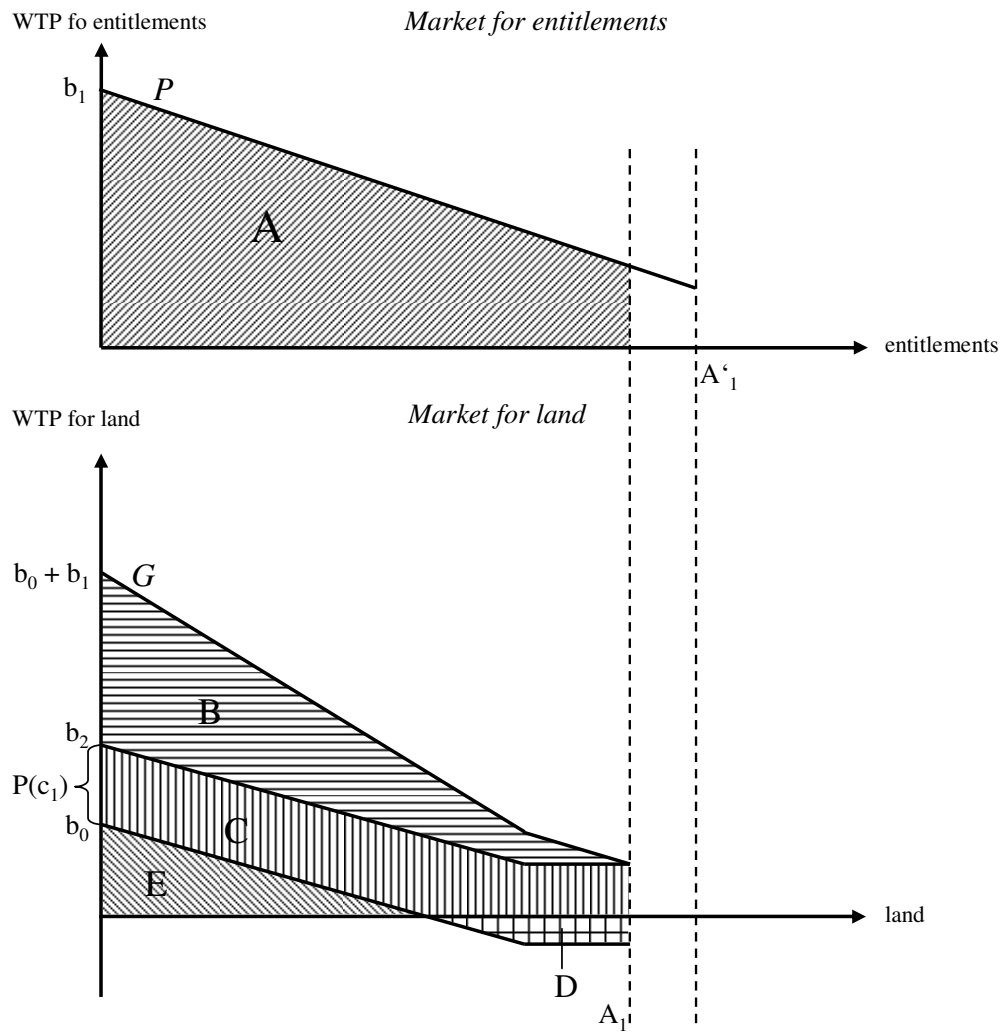 WTP fo entitlements
Market for entitlements
b₁
P
A
entitlements
A‘₁
WTP for land
Market for land
b₀ + b₁
G
B
b₂
P(c₁)
b₀
C
E
land
D
A₁